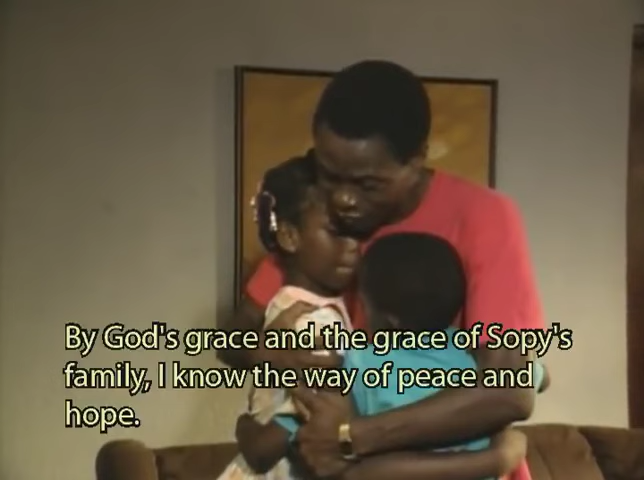 By God's grace and the grace of Sopy's
family, I know the way of peace and
hope.